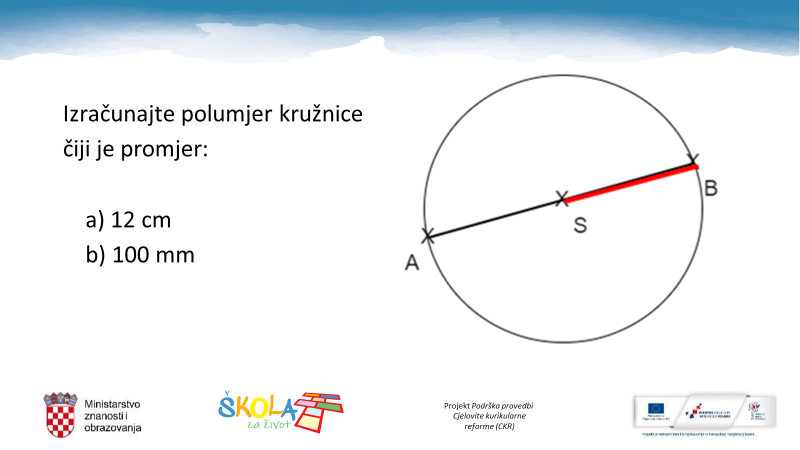 Izračunajte polumjer kružnice
čiji je promjer:
a) 12 cm
b) 100 mm
A
S
B
Ministarstvo
znanosti i
obrazovanja
ŠKOLA
za život
Projekt Podrška provedbi
Cjelovite kurikularne
reforme (CKR)